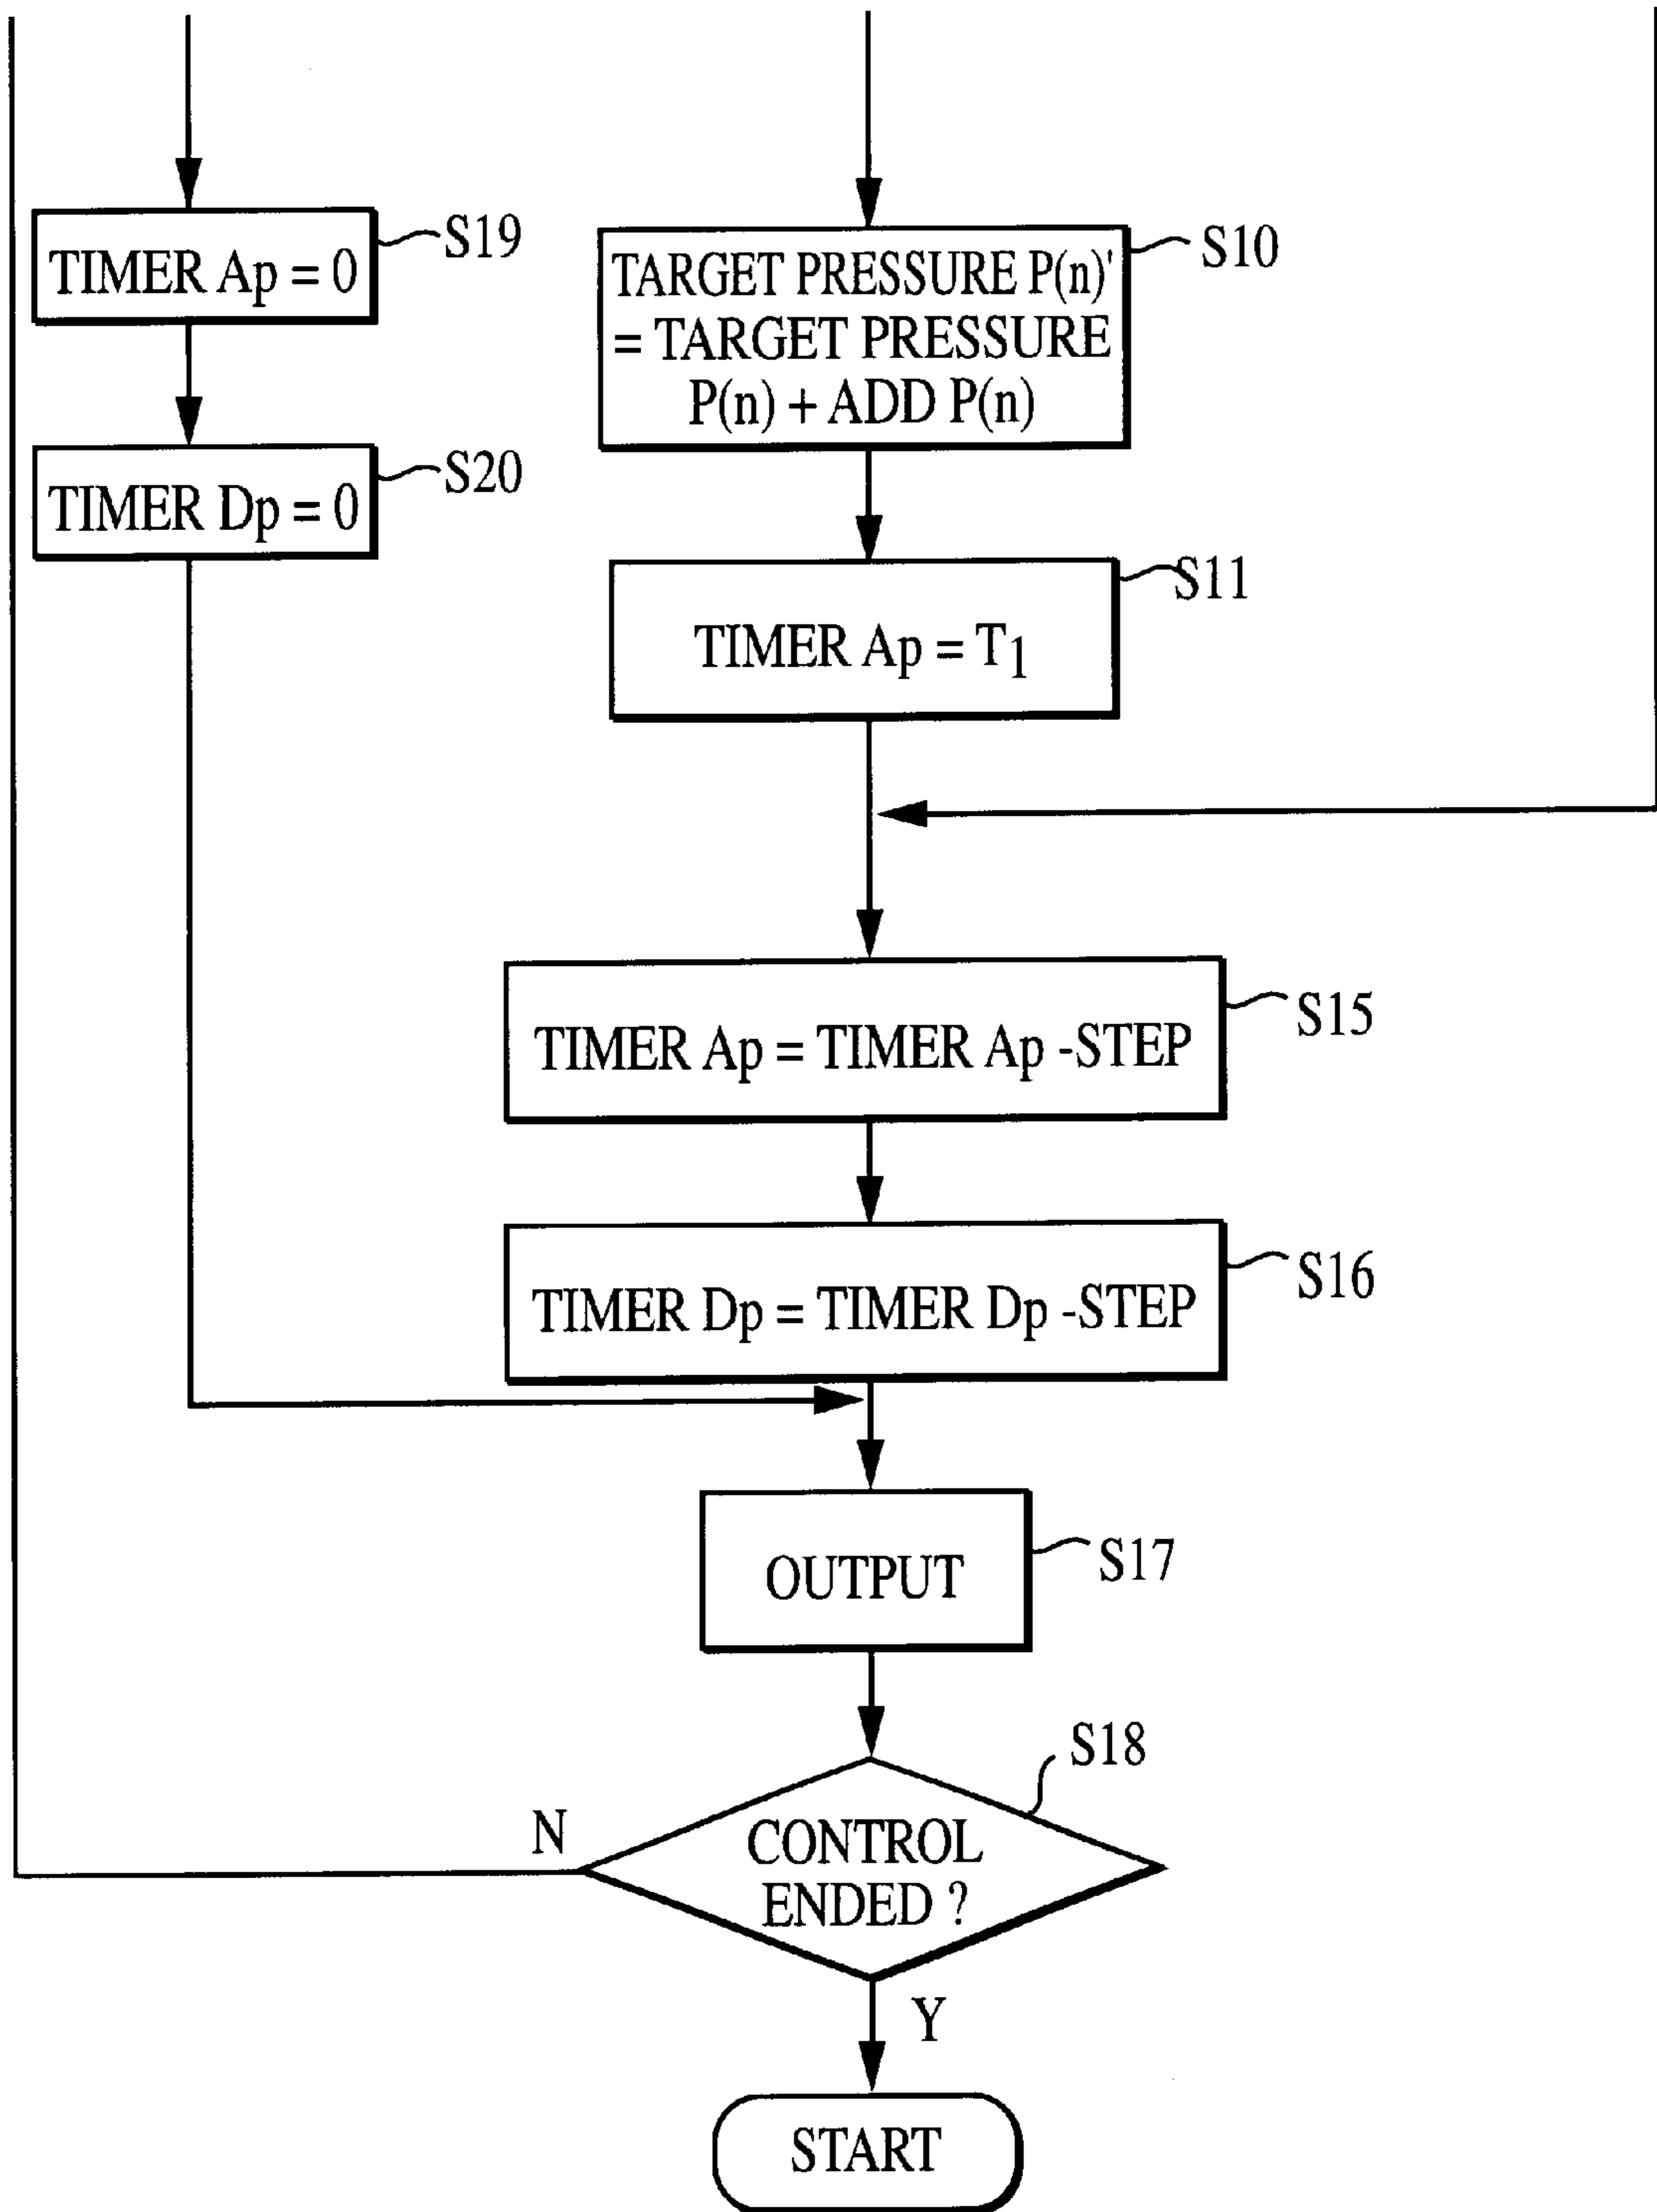 TIMER Ap = 0
S19
TIMER Dp = 0
S20
TARGET PRESSURE P(n)'
= TARGET PRESSURE
P(n) + ADD P(n)
S10
TIMER Ap = T1
S11
TIMER Ap = TIMER Ap -STEP
S15
TIMER Dp = TIMER Dp -STEP
S16
OUTPUT
S17
CONTROL
ENDED ?
S18
N
Y
START